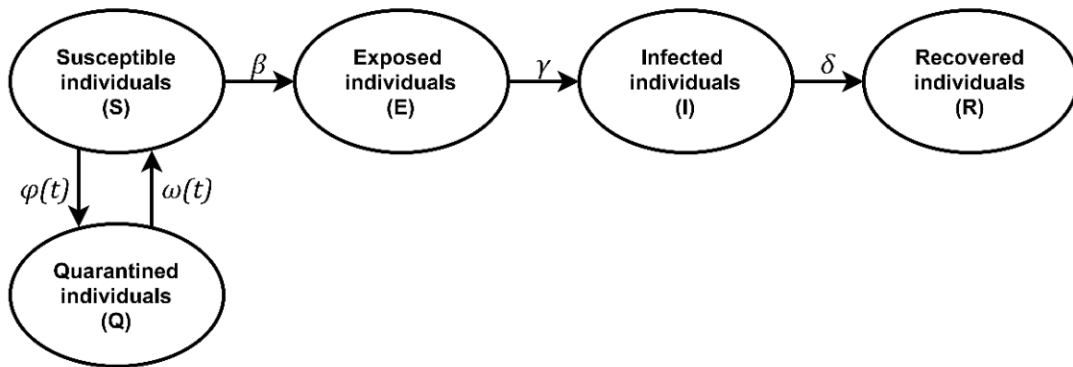 Susceptible
individuals
(S)
β
Exposed
individuals
(E)
γ
Infected
individuals
(I)
δ
Recovered
individuals
(R)
φ(t)
ω(t)
Quarantined
individuals
(Q)